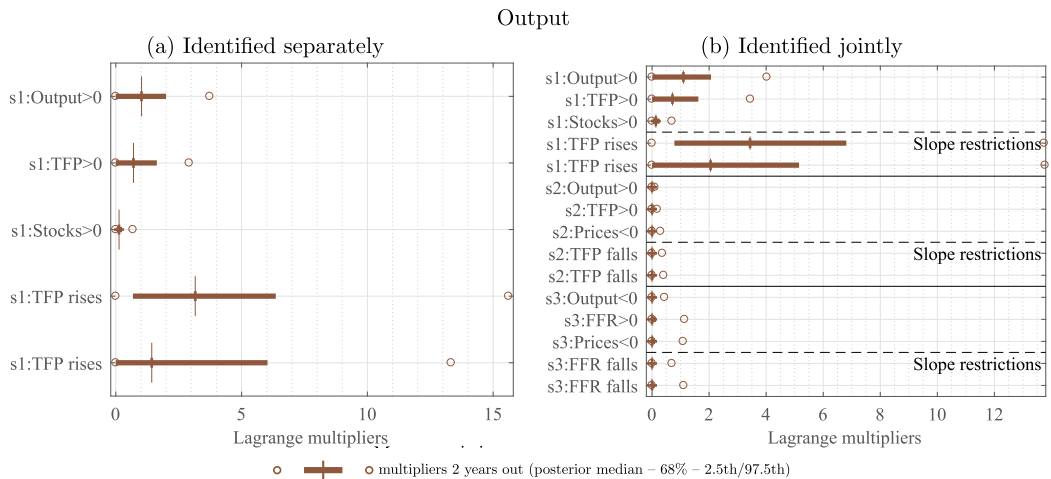 Output
(a) Identified separately
s1:Output>0
s1:TFP>0
s1:Stocks>0
s1:TFP rises
s1:TFP rises
0 5 10 15
Lagrange multipliers
(b) Identified jointly
s1:Output>0
s1:TFP>0
s1:Stocks>0
s1:TFP rises Slope restrictions
s1:TFP rises
s2:Output>0
s2:TFP>0
s2:Prices<0
s2:TFP falls Slope restrictions
s2:TFP falls
s3:Output<0
s3:FFR>0
s3:Prices<0
s3:FFR falls Slope restrictions
s3:FFR falls
0 2 4 6 8 10 12
Lagrange multipliers
multipliers 2 years out (posterior median – 68% – 2.5th/97.5th)